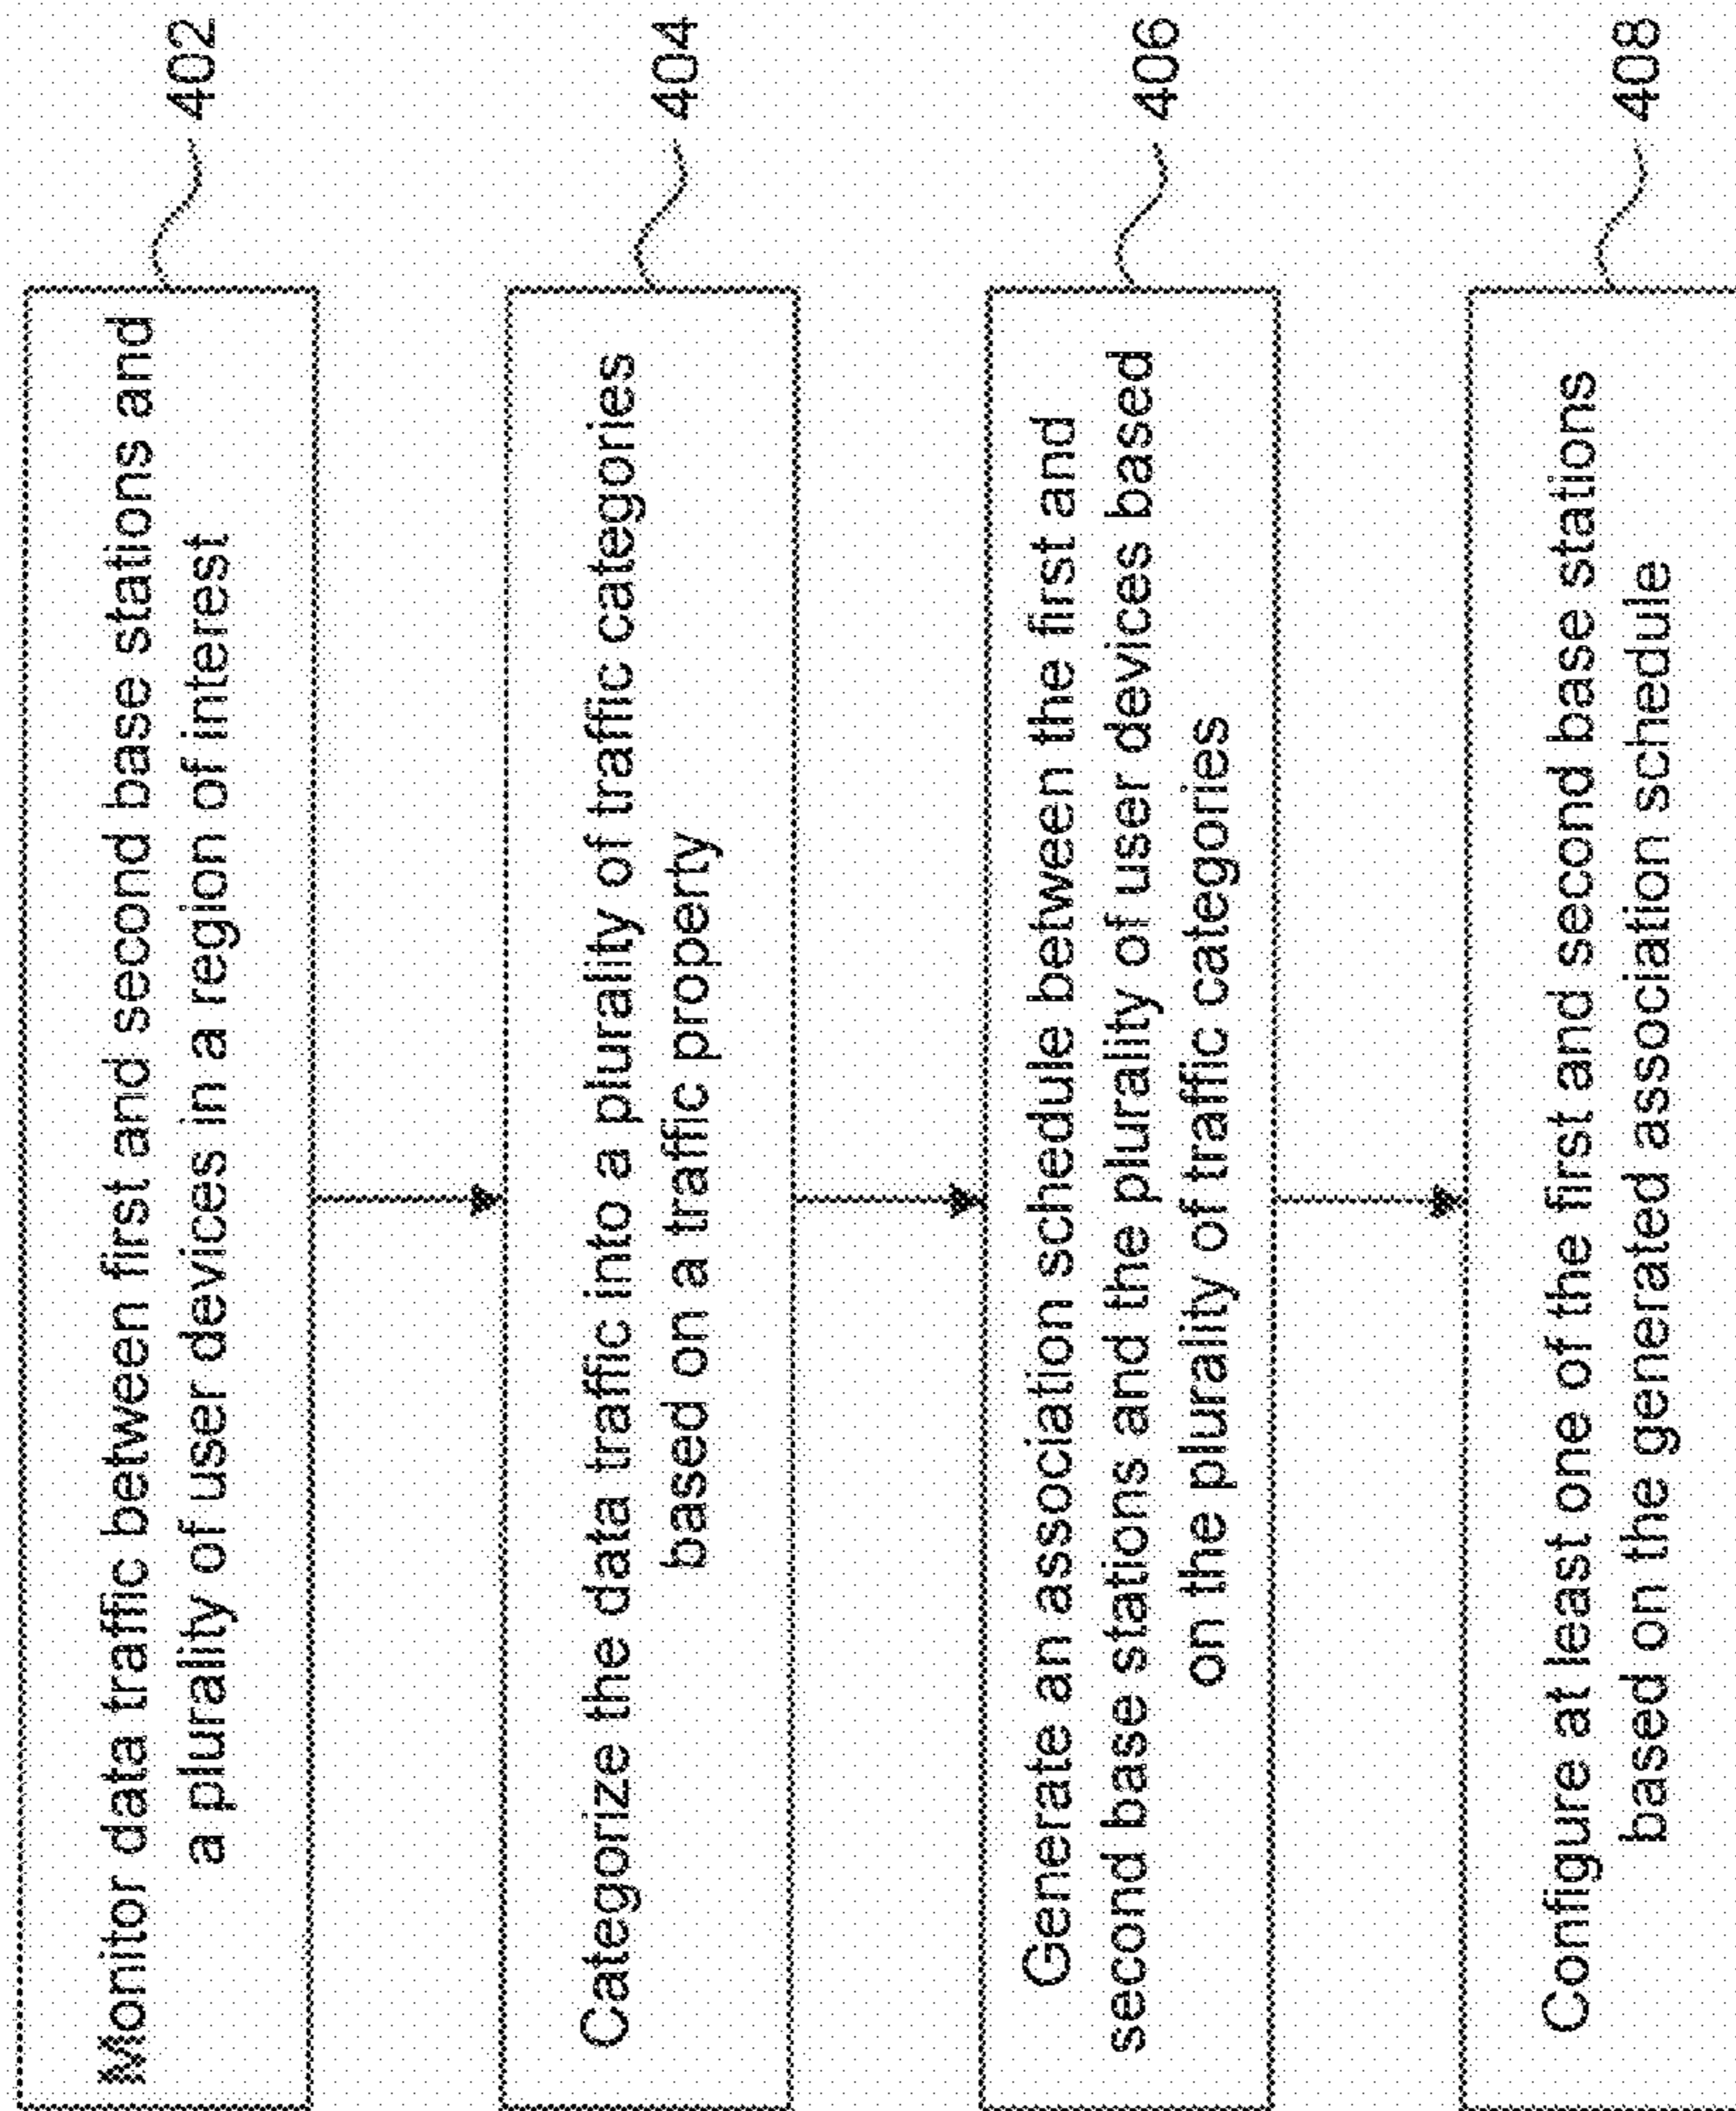 Monitor data traffic between first and second base stations and
a plurality of user devices in a region of interest
402
Categorize the data traffic into a plurality of traffic categories
based on a traffic property
404
Generate an association schedule between the first and
second base stations and the plurality of user devices based
on the plurality of traffic categories
406
Configure at least one of the first and second base stations
based on the generated association schedule
408